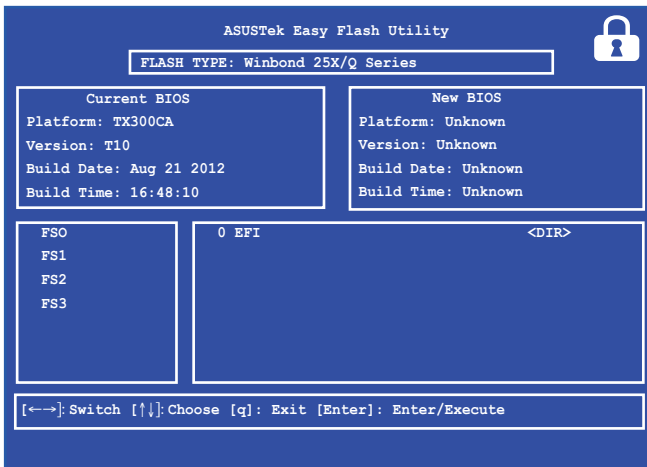 ASUSTek Easy Flash Utility
FLASH TYPE: Winbond 25X/Q Series
Current BIOS
Platform: TX300CA
Version: T10
Build Date: Aug 21 2012
Build Time: 16:48:10
New BIOS
Platform: Unknown
Version: Unknown
Build Date: Unknown
Build Time: Unknown
FSO
FS1
FS2
FS3
0 EFI <DIR>
[←→]: Switch [↑↓]: Choose [q]: Exit [Enter]: Enter/Execute